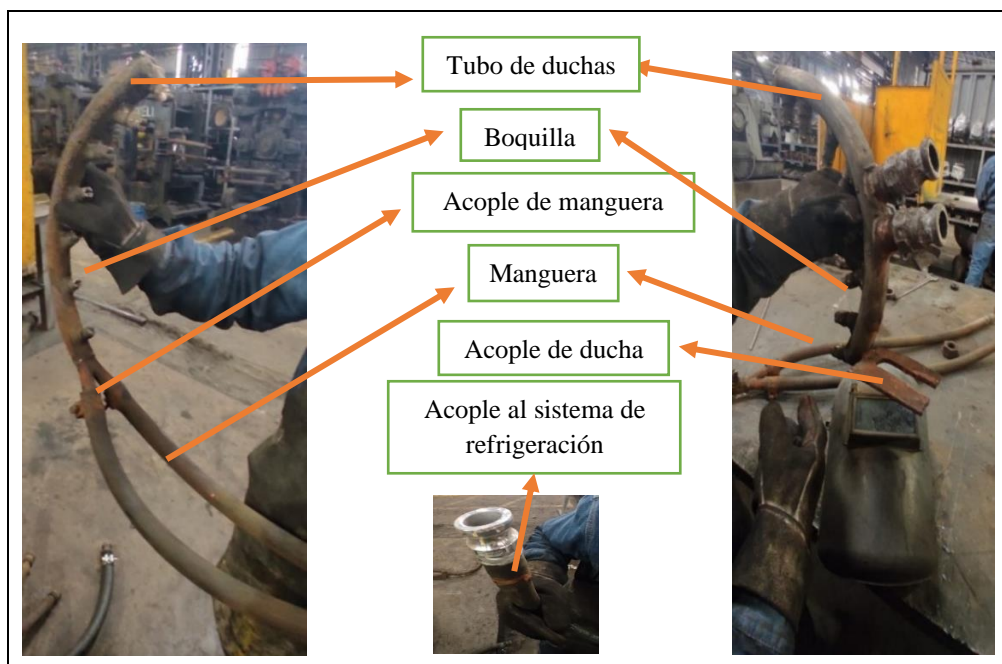 Tubo de duchas
Boquilla
Acople de manguera
Manguera
Acople de ducha
Acople al sistema de
refrigeración